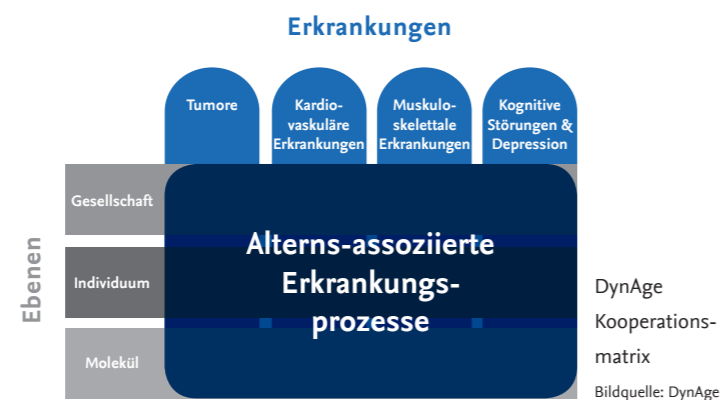 Erkrankungen
Tumore
Kardio-
vaskuläre
Erkrankungen
Muskulo-
skelettale
Erkrankungen
Kognitive
Störungen &
Depression
Ebenen
Gesellschaft
Individuum
Molekül
Alterns-assoziierte
Erkrankungs-
prozesse
DynAge
Kooperations-
matrix
Bildquelle: DynAge